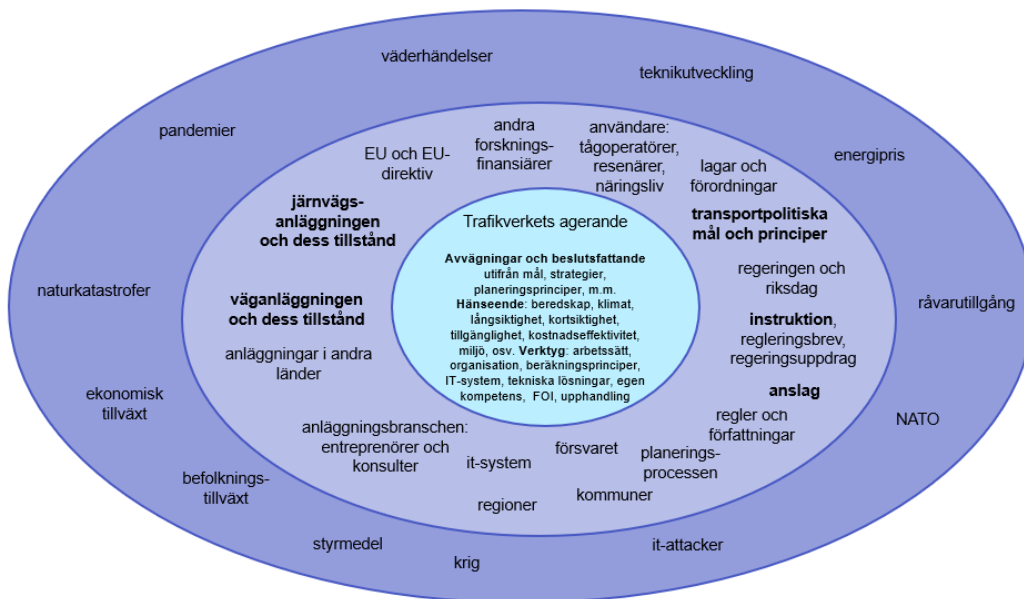 väderhändelser
teknikutveckling
pandemier
energipris
naturkatastrofer
råvarutillgång
ekonomisk
tillväxt
NATO
befolknings-
tillväxt
styrmedel
krig
it-attacker
EU och EU-
direktiv
andra
forsknings-
finansiärer
användare:
tågoperatörer,
resenärer,
näringsliv
lagar och
förordningar
järnvägs-
anläggningen
och dess tillstånd
transportpolitiska
mål och principer
regeringen och
riksdag
väganläggningen
och dess tillstånd
instruktion,
regleringsbrev,
regeringsuppdrag
anläggningar i andra
länder
anslag
regler och
författningar
anläggningsbranschen:
entreprenörer och
konsulter
it-system
försvaret
planerings-
processen
regioner
kommuner
Trafikverkets agerande
Avvägningar och beslutsfattande
utifrån mål, strategier,
planeringsprinciper, m.m.
Hänseende: beredskap, klimat,
långsiktighet, kortsiktighet,
tillgänglighet, kostnadseffektivitet,
miljö, osv. Verktyg: arbetssätt,
organisation, beräkningsprinciper,
IT-system, tekniska lösningar, egen
kompetens, FOI, upphandling